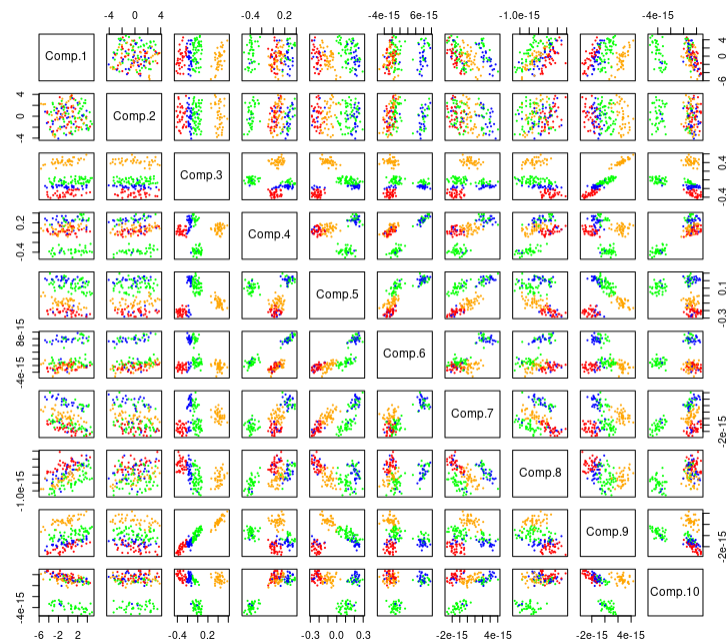 -4 0 4 -0.4 0.2 -4e-15 6e-15 -1.0e-15 -4e-15
Comp.1 -6 0 4
-4 0 4 Comp.2
Comp.3 -0.4 0.4
-0.4 0.2 Comp.4
Comp.5 -0.3 0.1
-4e-15 8e-15 Comp.6
Comp.7 -2e-15
-1.0e-15 Comp.8
Comp.9 -2e-15
-4e-15 Comp.10
-6 -2 2 -0.4 0.2 -0.3 0.0 0.3 -2e-15 4e-15 -2e-15 4e-15